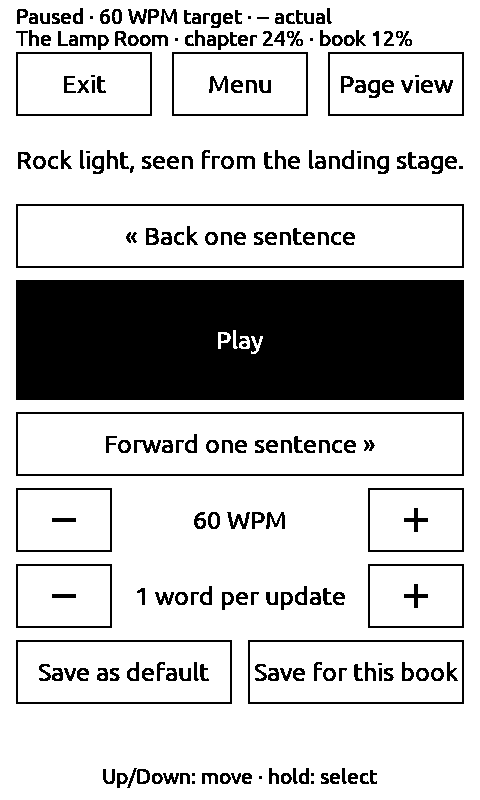 Paused · 60 WPM target · – actual
The Lamp Room · chapter 24% · book 12%
Exit Menu Page view
Rock light, seen from the landing stage.
« Back one sentence
Play
Forward one sentence »
− 60 WPM +
− 1 word per update +
Save as default Save for this book
Up/Down: move · hold: select